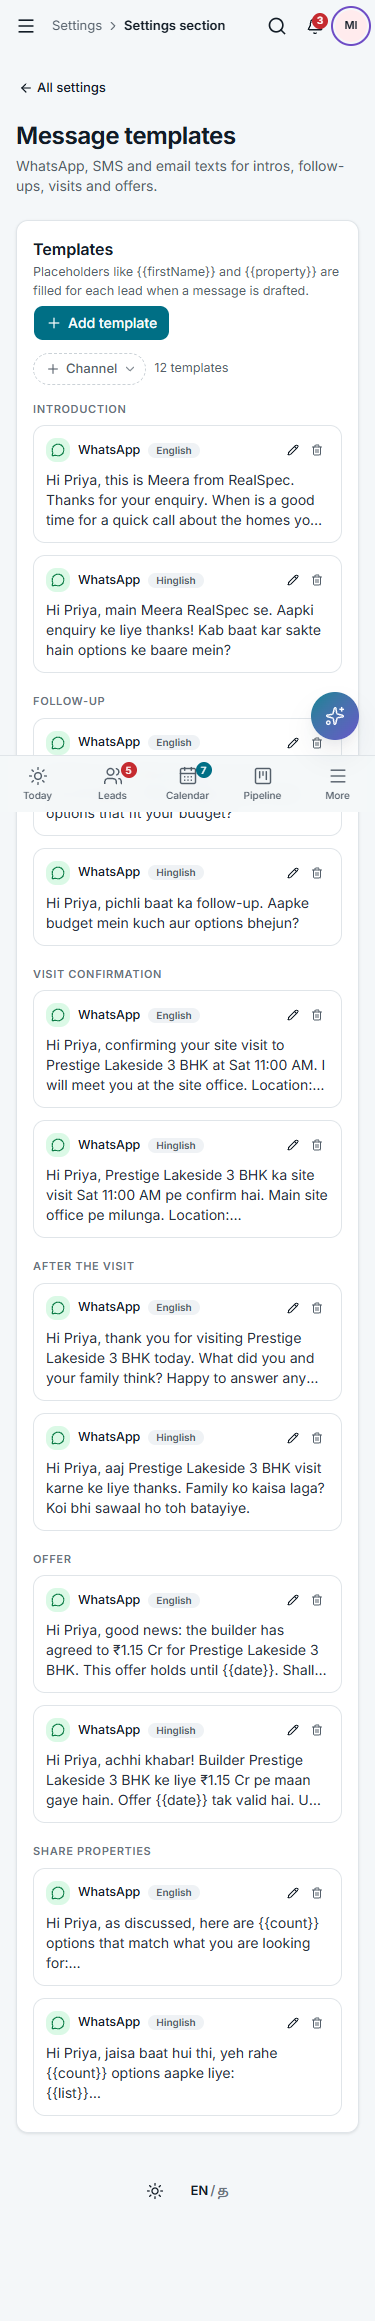 Settings > Settings section
3
MI
← All settings
Message templates
WhatsApp, SMS and email texts for intros, follow-
ups, visits and offers.
Templates
Placeholders like {{firstName}} and {{property}} are
filled for each lead when a message is drafted.
+ Add template
+ Channel
12 templates
INTRODUCTION
WhatsApp English
Hi Priya, this is Meera from RealSpec.
Thanks for your enquiry. When is a good
time for a quick call about the homes yo...
WhatsApp Hinglish
Hi Priya, main Meera RealSpec se. Aapki
enquiry ke liye thanks! Kab baat kar sakte
hain options ke baare mein?
FOLLOW-UP
WhatsApp English
5
7
Today
Leads
Calendar
Pipeline
More
options that fit your budget?
WhatsApp Hinglish
Hi Priya, pichli baat ka follow-up. Aapke
budget mein kuch aur options bhejun?
VISIT CONFIRMATION
WhatsApp English
Hi Priya, confirming your site visit to
Prestige Lakeside 3 BHK at Sat 11:00 AM. I
will meet you at the site office. Location:...
WhatsApp Hinglish
Hi Priya, Prestige Lakeside 3 BHK ka site
visit Sat 11:00 AM pe confirm hai. Main site
office pe milunga. Location:...
AFTER THE VISIT
WhatsApp English
Hi Priya, thank you for visiting Prestige
Lakeside 3 BHK today. What did you and
your family think? Happy to answer any...
WhatsApp Hinglish
Hi Priya, aaj Prestige Lakeside 3 BHK visit
karne ke liye thanks. Family ko kaisa laga?
Koi bhi sawaal ho toh batayiye.
OFFER
WhatsApp English
Hi Priya, good news: the builder has
agreed to ₹1.15 Cr for Prestige Lakeside 3
BHK. This offer holds until {{date}}. Shall...
WhatsApp Hinglish
Hi Priya, achhi khabar! Builder Prestige
Lakeside 3 BHK ke liye ₹1.15 Cr pe maan
gaye hain. Offer {{date}} tak valid hai. U...
SHARE PROPERTIES
WhatsApp English
Hi Priya, as discussed, here are {{count}}
options that match what you are looking
for:...
WhatsApp Hinglish
Hi Priya, jaisa baat hui thi, yeh rahe
{{count}} options aapke liye:
{{list}}...
EN / த